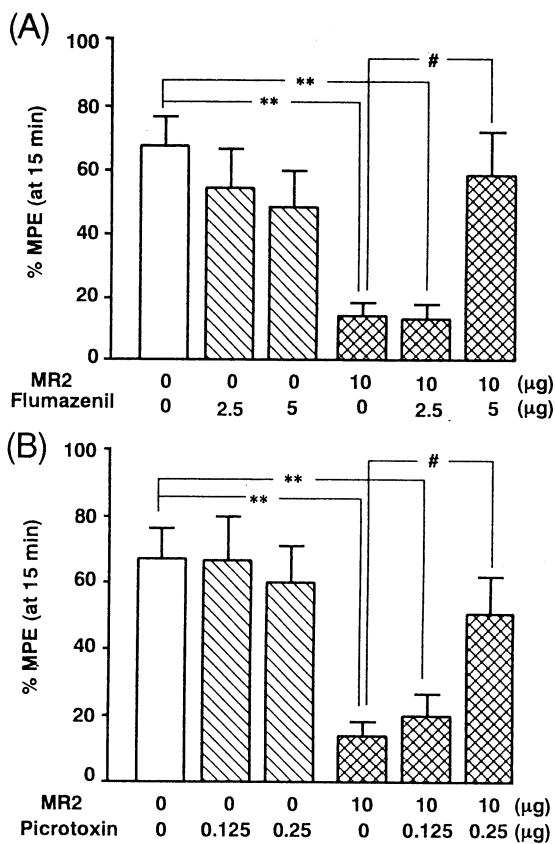 (A)
100
80
60
40
20
0
% MPE (at 15 min)
**
**
#
MR2 0 0 0 10 10 10 (μg)
Flumazenil 0 2.5 5 0 2.5 5 (μg)
(B)
100
80
60
40
20
0
% MPE (at 15 min)
**
**
#
MR2 0 0 0 10 10 10 (μg)
Picrotoxin 0 0.125 0.25 0 0.125 0.25 (μg)